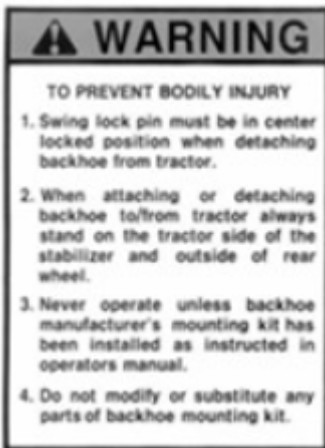 WARNING
TO PREVENT BODILY INJURY
1. Swing lock pin must be in center
locked position when detaching
backhoe from tractor.
2. When attaching or detaching
backhoe to/from tractor always
stand on the tractor side of the
stabilizer and outside of rear
wheel.
3. Never operate unless backhoe
manufacturer's mounting kit has
been installed as instructed in
operators manual.
4. Do not modify or substitute any
parts of backhoe mounting kit.